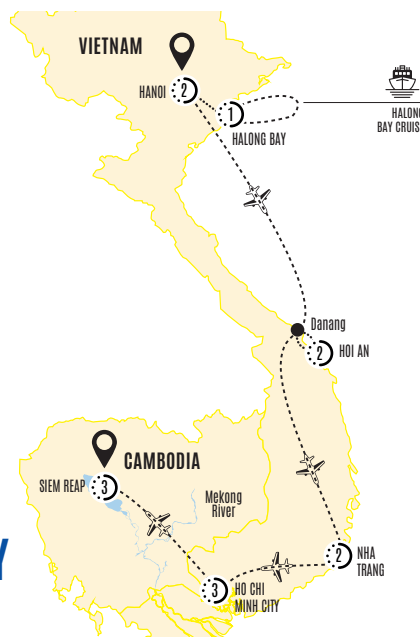 VIETNAM
HANOI
2
1
HALONG BAY
HALONG
BAY CRUIS
Danang
2
HOI AN
CAMBODIA
SIEM REAP
3
Mekong
River
2
NHA
TRANG
3
HO CHI
MINH CITY
Y